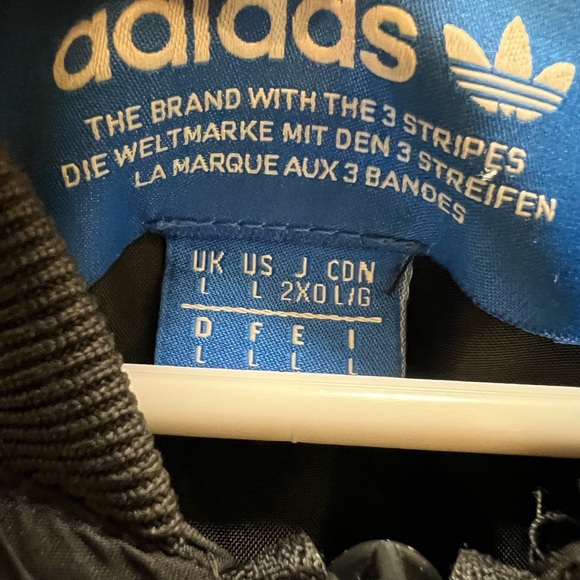 adidas
THE BRAND WITH THE 3 STRIPES
DIE WELTMARKE MIT DEN 3 STREIFEN
LA MARQUE AUX 3 BANDES
UK US J CDN
L L 2XO L/G
D F E I
L L L L